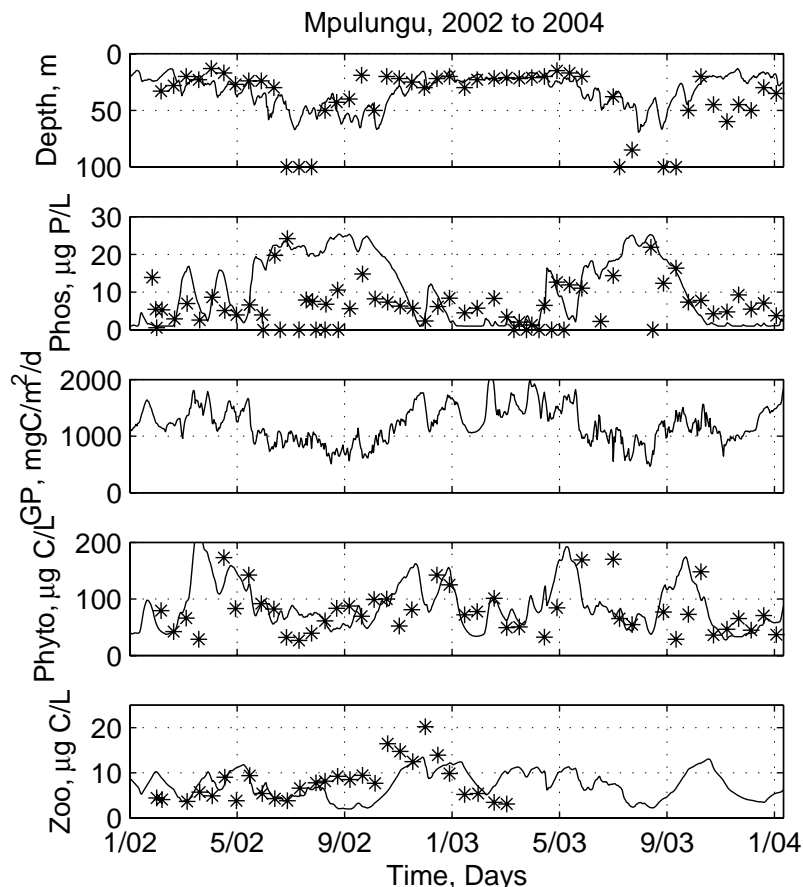 Mpulungu, 2002 to 2004
Depth, m
0
50
100
Phos, μg P/L
30
20
10
0
GP, mgC/m²/d
2000
1000
0
Phyto, μg C/L
200
100
0
Zoo, μg C/L
20
10
0
1/02 5/02 9/02 1/03 5/03 9/03 1/04
Time, Days